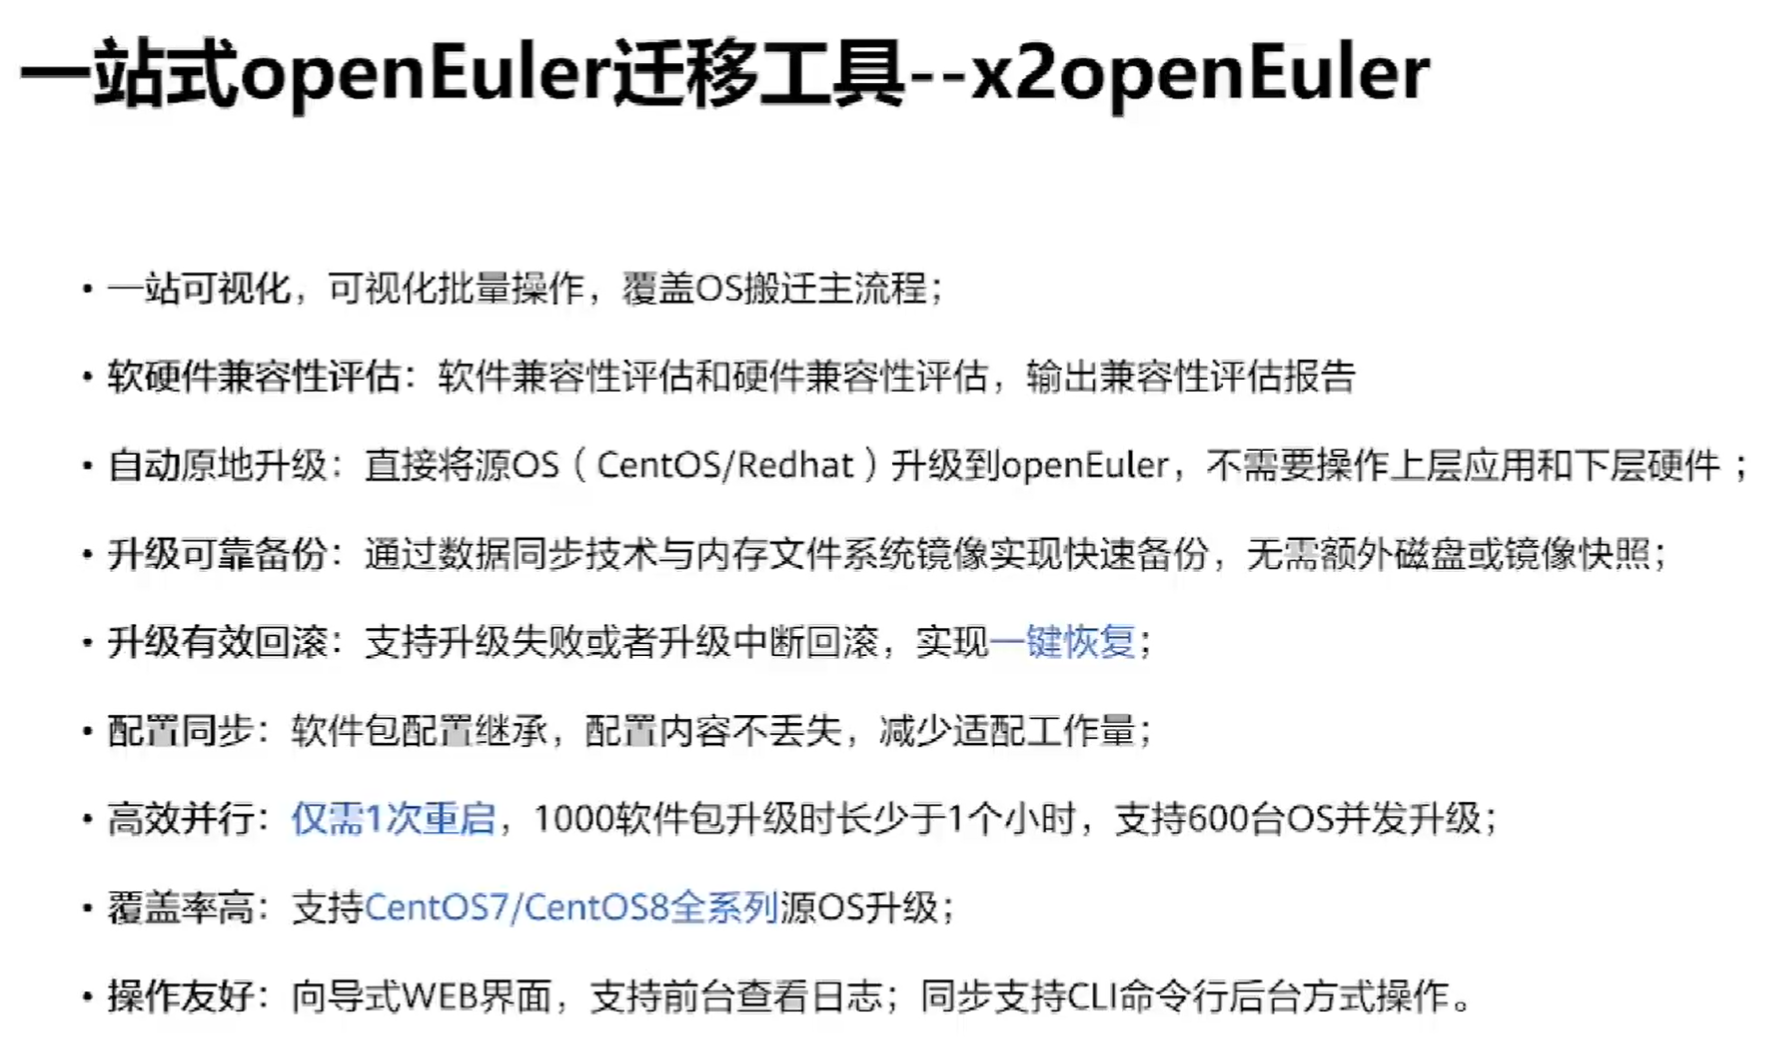 一站式openEuler迁移工具--x2openEuler
• 一站可视化，可视化批量操作，覆盖OS搬迁主流程；
• 软硬件兼容性评估：软件兼容性评估和硬件兼容性评估，输出兼容性评估报告
• 自动原地升级：直接将源OS（CentOS/Redhat）升级到openEuler，不需要操作上层应用和下层硬件；
• 升级可靠备份：通过数据同步技术与内存文件系统镜像实现快速备份，无需额外磁盘或镜像快照；
• 升级有效回滚：支持升级失败或者升级中断回滚，实现一键恢复；
• 配置同步：软件包配置继承，配置内容不丢失，减少适配工作量；
• 高效并行：仅需1次重启，1000软件包升级时长少于1个小时，支持600台OS并发升级；
• 覆盖率高：支持CentOS7/CentOS8全系列源OS升级；
• 操作友好：向导式WEB界面，支持前台查看日志；同步支持CLI命令行后台方式操作。